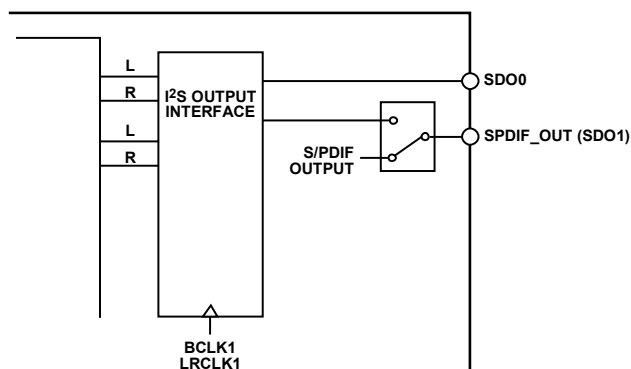 L
R
L
R
I²S OUTPUT
INTERFACE
SDO0
SPDIF_OUT (SDO1)
S/PDIF
OUTPUT
BCLK1
LRCLK1